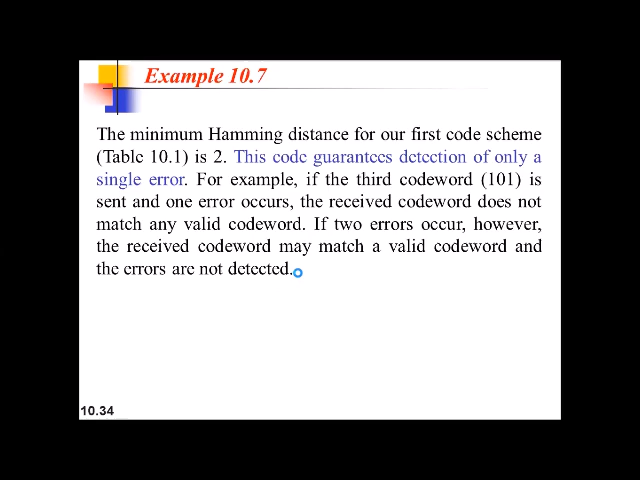 Example 10.7
The minimum Hamming distance for our first code scheme
(Table 10.1) is 2. This code guarantees detection of only a
single error. For example, if the third codeword (101) is
sent and one error occurs, the received codeword does not
match any valid codeword. If two errors occur, however,
the received codeword may match a valid codeword and
the errors are not detected.
10.34